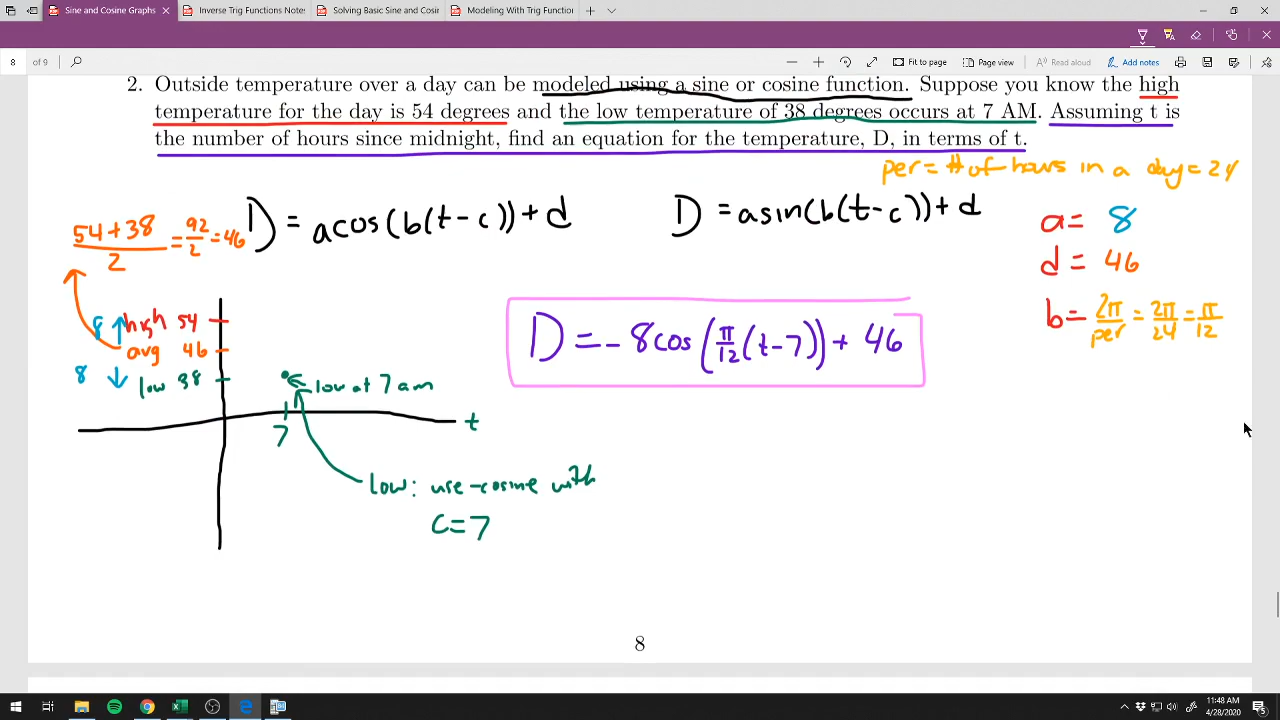 Sine and Cosine Graphs
Inverse Trig Functions Notes
Solving Basic Sine and Cosir
Modeling With Trig Function
8 of 9
Fit to page
Page view
Read aloud
Add notes
2. Outside temperature over a day can be modeled using a sine or cosine function. Suppose you know the high
temperature for the day is 54 degrees and the low temperature of 38 degrees occurs at 7 AM. Assuming t is
the number of hours since midnight, find an equation for the temperature, D, in terms of t.
per = # of hours in a day = 24
54+38/2 = 92/2 = 46
D = a cos(b(t-c)) + d
D = a sin(b(t-c)) + d
a = 8
d = 46
b = 2π/per = 2π/24 = π/12
8 ↑ high 54
avg 46
8 ↓ low 38
D = -8cos(π/12(t-7)) + 46
low at 7 am
t
7
low: use -cosine with
c=7
8
11:48 AM
4/28/2020